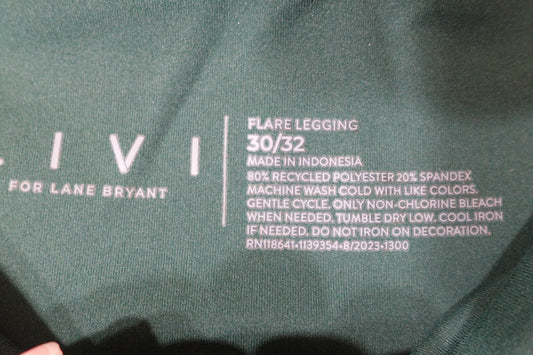 LIVI
FOR LANE BRYANT
FLARE LEGGING
30/32
MADE IN INDONESIA
80% RECYCLED POLYESTER 20% SPANDEX
MACHINE WASH COLD WITH LIKE COLORS.
GENTLE CYCLE. ONLY NON-CHLORINE BLEACH
WHEN NEEDED. TUMBLE DRY LOW. COOL IRON
IF NEEDED. DO NOT IRON ON DECORATION.
RN118641•1139354•8/2023•1300